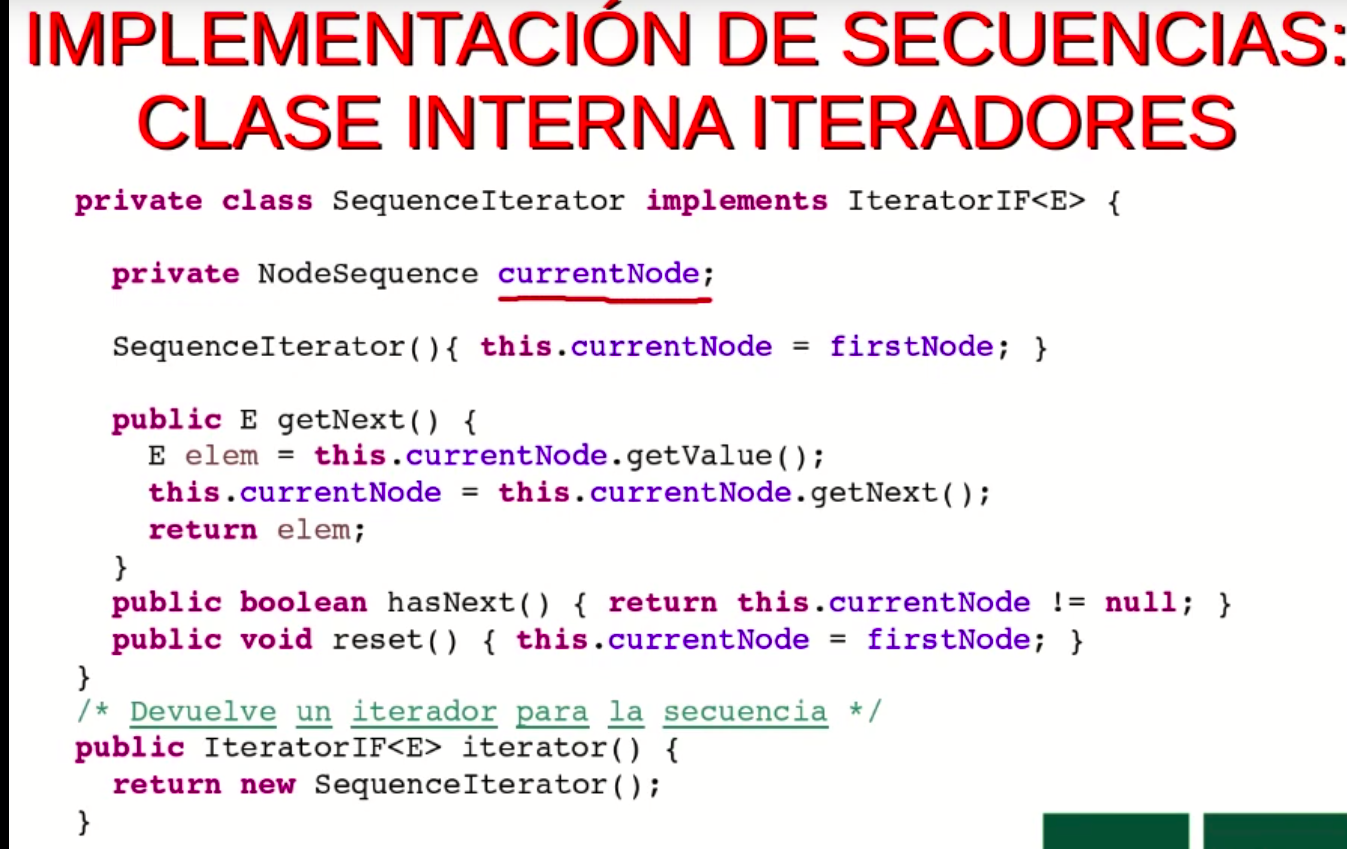 IMPLEMENTACIÓN DE SECUENCIAS:
CLASE INTERNA ITERADORES
private class SequenceIterator implements IteratorIF<E> {
private NodeSequence currentNode;
SequenceIterator(){ this.currentNode = firstNode; }
public E getNext() {
E elem = this.currentNode.getValue();
this.currentNode = this.currentNode.getNext();
return elem;
}
public boolean hasNext() { return this.currentNode != null; }
public void reset() { this.currentNode = firstNode; }
}
/* Devuelve un iterador para la secuencia */
public IteratorIF<E> iterator() {
return new SequenceIterator();
}